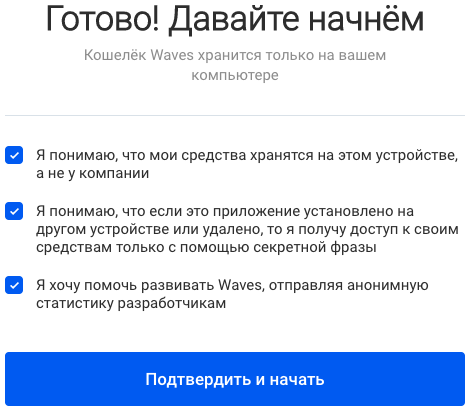 Готово! Давайте начнём
Кошелёк Waves хранится только на вашем
компьютере
Я понимаю, что мои средства хранятся на этом устройстве,
а не у компании
Я понимаю, что если это приложение установлено на
другом устройстве или удалено, то я получу доступ к своим
средствам только с помощью секретной фразы
Я хочу помочь развивать Waves, отправляя анонимную
статистику разработчикам
Подтвердить и начать